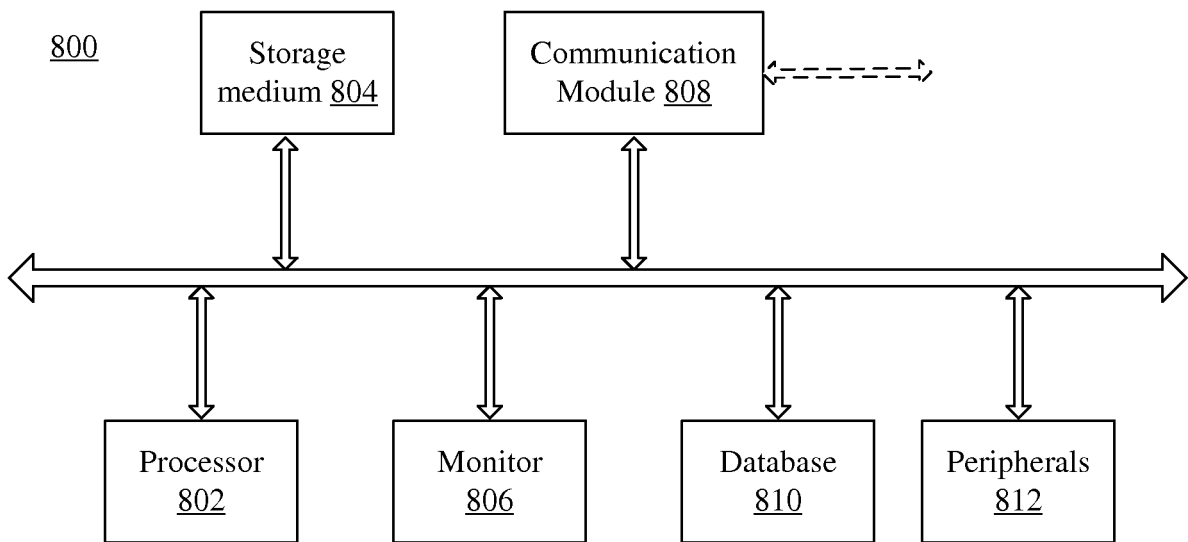 800
Storage
medium 804
Communication
Module 808
Processor
802
Monitor
806
Database
810
Peripherals
812